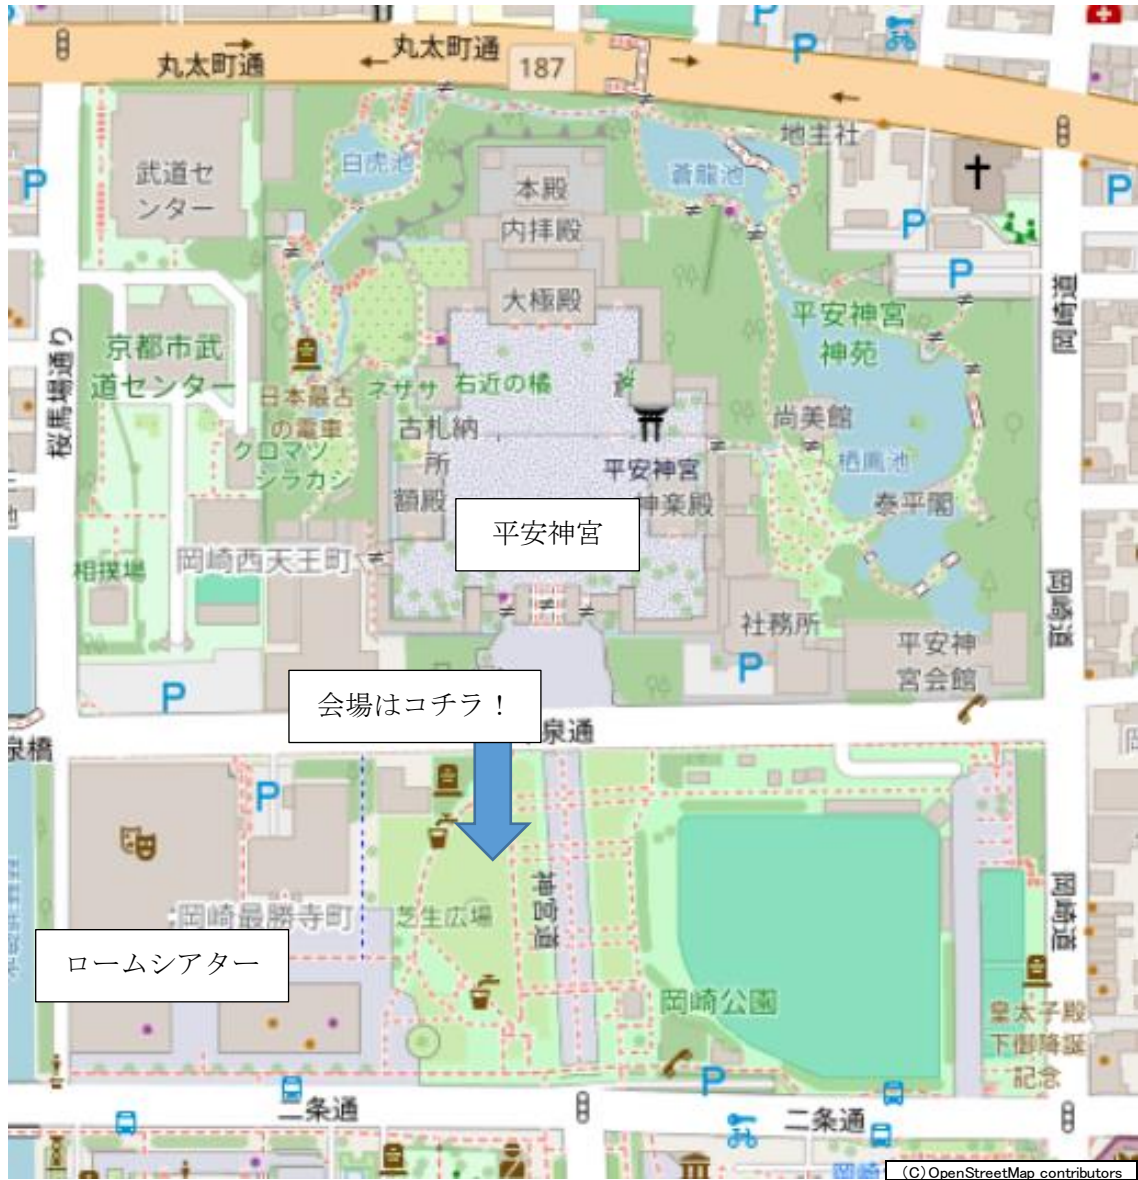 丸太町通
丸太町通
187
地主社
白虎池
蒼龍池
武道セ
ンター
本殿
内拝殿
大極殿
平安神宮
神苑
岡崎道
桜馬場通り
京都市武
道センター
日本最古
の電車
ネザサ
右近の橘
クロマツ
シラカシ
古札納
所
額殿
尚美館
栖鳳池
平安神宮
神楽殿
泰平閣
平安神宮
相撲場
岡崎西天王町
岡崎道
社務所
平安神
宮会館
会場はコチラ！
泉通
泉橋
岡崎最勝寺町
芝生広場
岡崎道
ロームシアター
岡崎公園
皇太子殿
下御降誕
記念
二条通
二条通
岡崎
(C)OpenStreetMap contributors